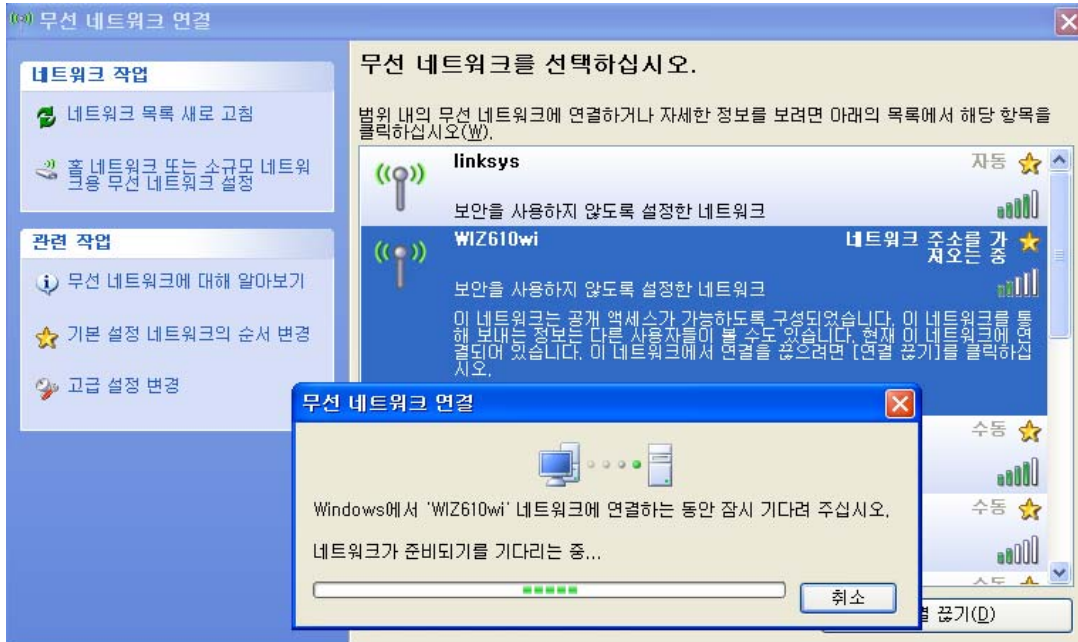 무선 네트워크 연결
네트워크 작업
네트워크 목록 새로 고침
홈 네트워크 또는 소규모 네트워
크용 무선 네트워크 설정
관련 작업
무선 네트워크에 대해 알아보기
기본 설정 네트워크의 순서 변경
고급 설정 변경
무선 네트워크를 선택하십시오.
범위 내의 무선 네트워크에 연결하거나 자세한 정보를 보려면 아래의 목록에서 해당 항목을
클릭하십시오(W).
linksys
자동
보안을 사용하지 않도록 설정한 네트워크
WIZ610wi
네트워크 주소를 가
져오는 중
보안을 사용하지 않도록 설정한 네트워크
이 네트워크는 공개 액세스가 가능하도록 구성되었습니다. 이 네트워크를 통
해 보내는 정보는 다른 사용자들이 볼 수도 있습니다. 현재 이 네트워크에 연
결되어 있습니다. 이 네트워크에서 연결을 끊으려면 [연결 끊기]를 클릭하십
시오.
수동
수동
무선 네트워크 연결
Windows에서 'WIZ610wi' 네트워크에 연결하는 동안 잠시 기다려 주십시오.
네트워크가 준비되기를 기다리는 중...
취소
끊기(D)